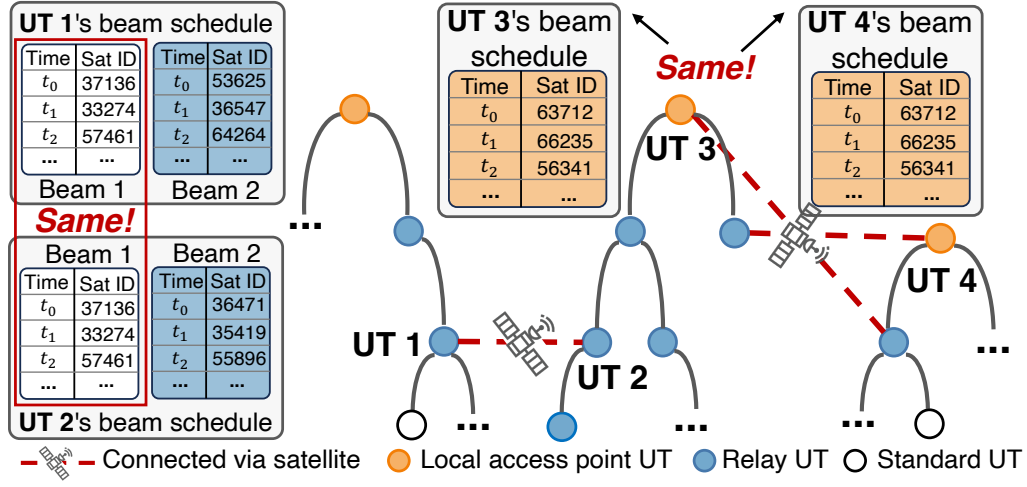 UT 1's beam schedule
Time Sat ID
t0 37136
t1 33274
t2 57461
... ...
Beam 1
Time Sat ID
t0 53625
t1 36547
t2 64264
... ...
Beam 2
Same!
Beam 1
Time Sat ID
t0 37136
t1 33274
t2 57461
... ...
Beam 2
Time Sat ID
t0 36471
t1 35419
t2 55896
... ...
UT 2's beam schedule
UT 3's beam
schedule
Time Sat ID
t0 63712
t1 66235
t2 56341
... ...
Same!
UT 4's beam
schedule
Time Sat ID
t0 63712
t1 66235
t2 56341
... ...
UT 3
...
UT 4
UT 1
UT 2
...
... ... ... ...
Connected via satellite Local access point UT Relay UT Standard UT